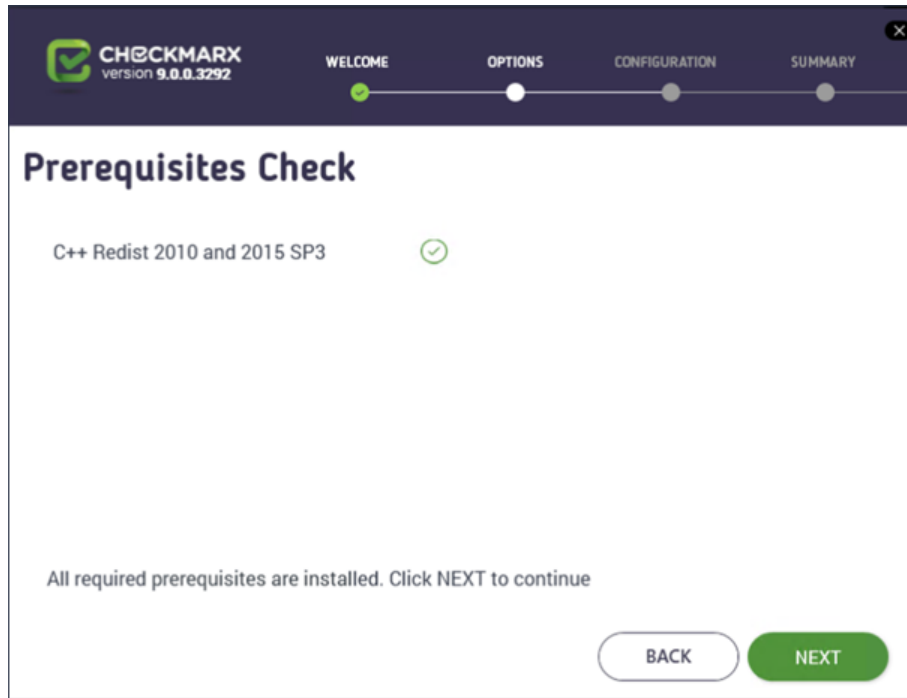 CHECKMARX
version 9.0.0.3292
WELCOME
OPTIONS
CONFIGURATION
SUMMARY
Prerequisites Check
C++ Redist 2010 and 2015 SP3
All required prerequisites are installed. Click NEXT to continue
BACK
NEXT